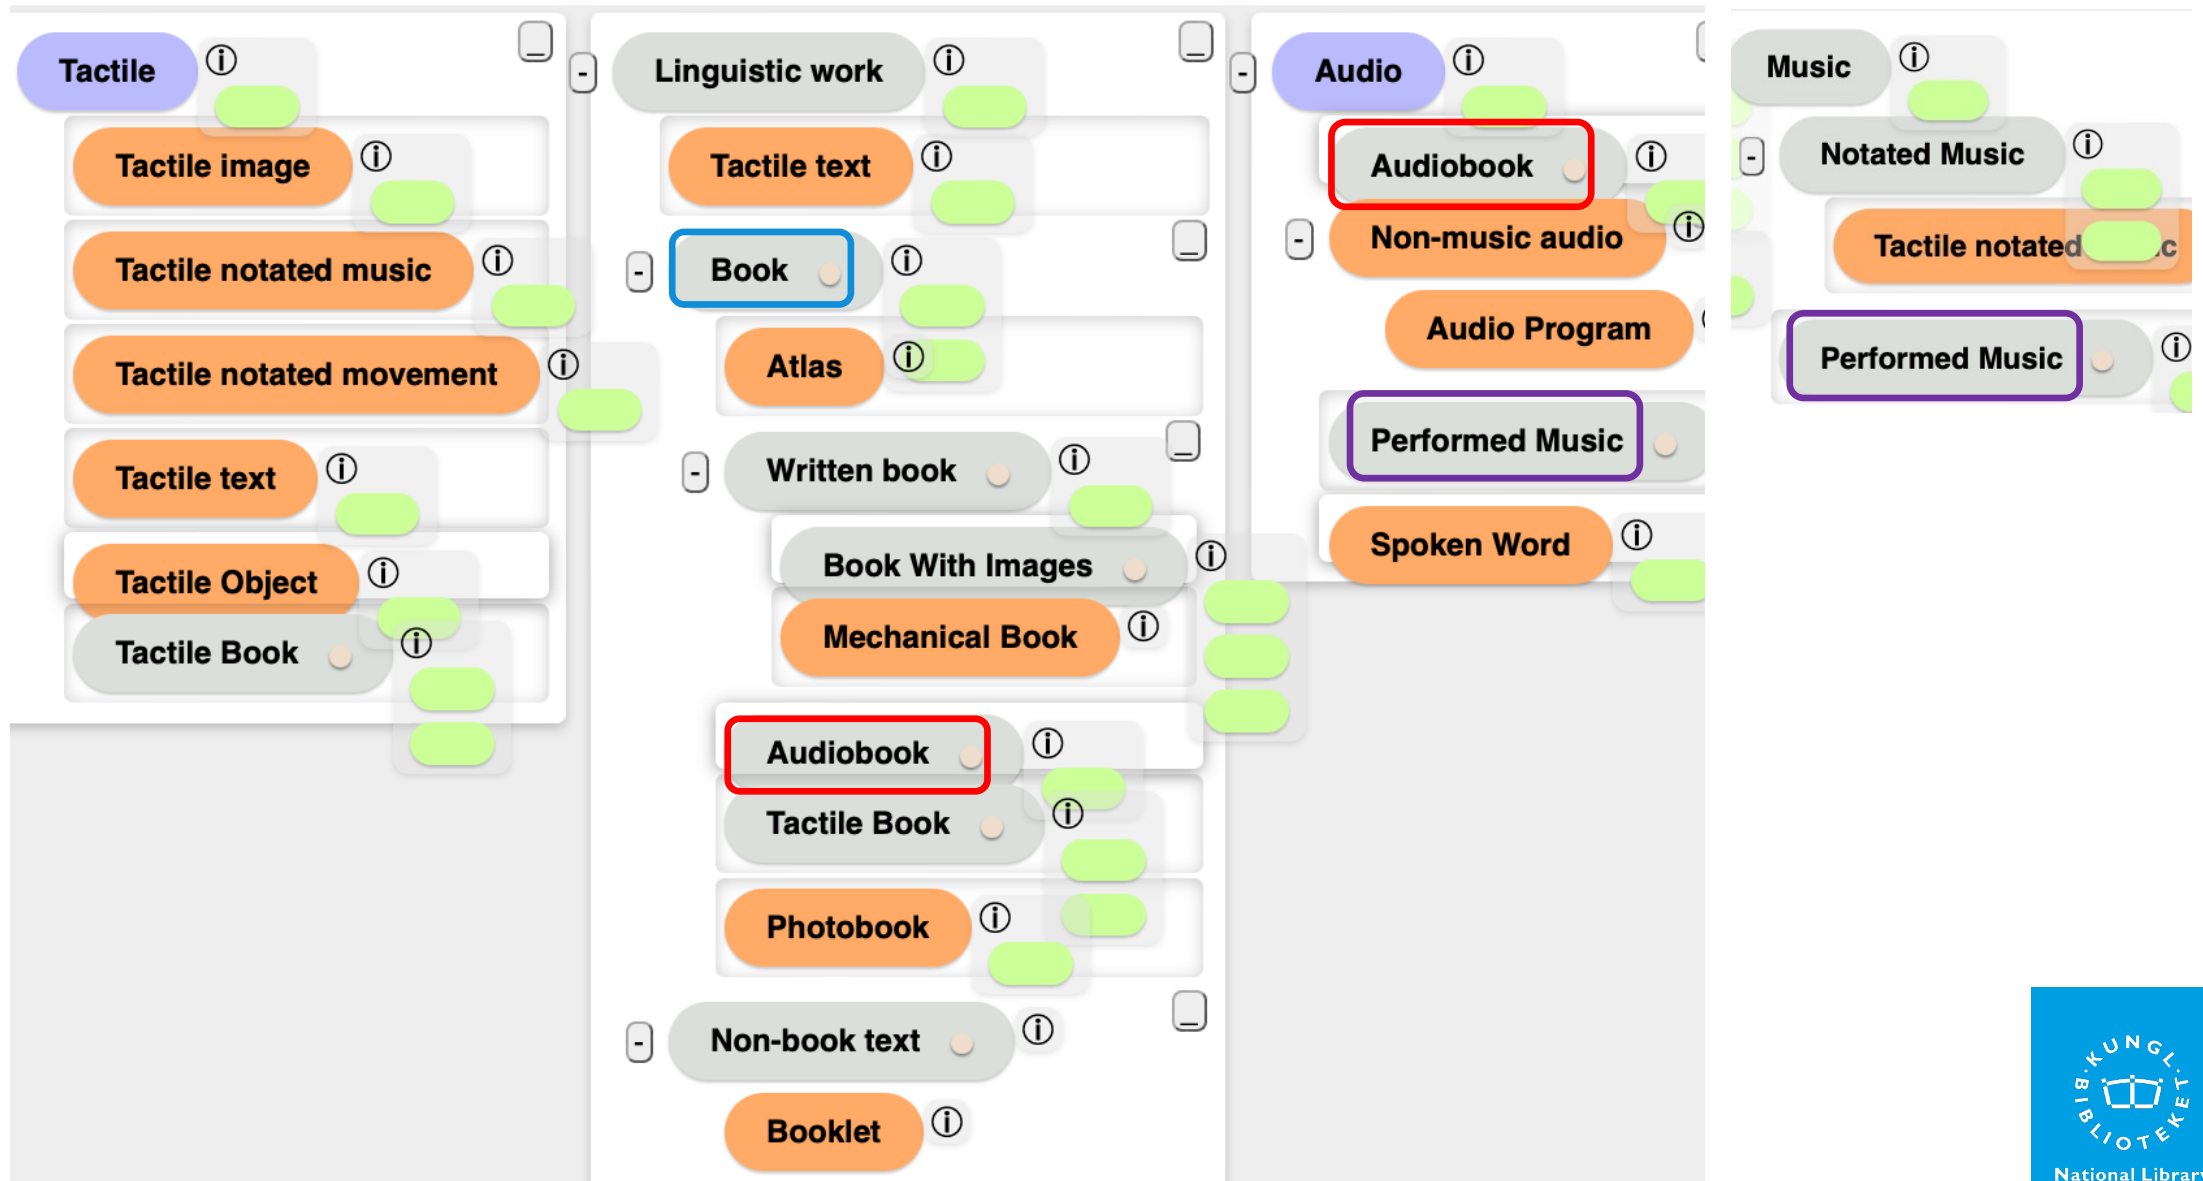 Tactile
Tactile image
Tactile notated music
Tactile notated movement
Tactile text
Tactile Object
Tactile Book
Linguistic work
Tactile text
Book
Atlas
Written book
Book With Images
Mechanical Book
Audiobook
Tactile Book
Photobook
Non-book text
Booklet
Audio
Audiobook
Non-music audio
Audio Program
Performed Music
Spoken Word
Music
Notated Music
Tactile notated c
Performed Music
KUNGL.
BIBLIOTEKET
National Library